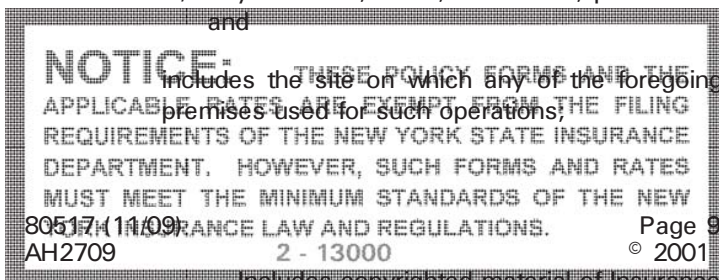 and
NOTICE: THESE POLICY FORMS AND THE
includes the site on which any of the foregoing
APPLICABLE RATES ARE EXEMPT FROM THE FILING
premises used for such operations;
REQUIREMENTS OF THE NEW YORK STATE INSURANCE
DEPARTMENT. HOWEVER, SUCH FORMS AND RATES
MUST MEET THE MINIMUM STANDARDS OF THE NEW
YORK INSURANCE LAW AND REGULATIONS.
80517 (11/09) Page 9
AH2709 2 - 13000 © 2001
Includes copyrighted material of Insurance